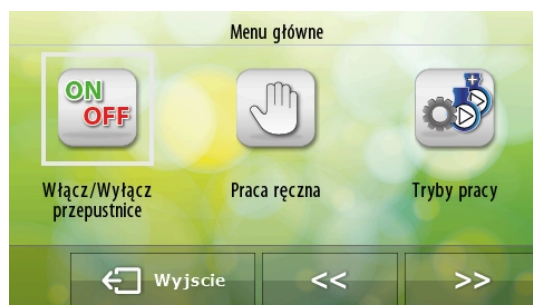 Menu główne
ON
OFF
Włącz/Wyłącz
przepustnice
Praca ręczna
Tryby pracy
Wyjscie
<<
>>